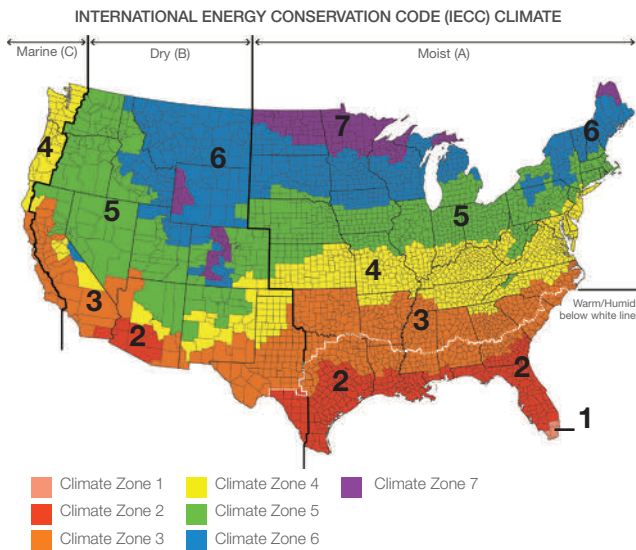 INTERNATIONAL ENERGY CONSERVATION CODE (IECC) CLIMATE
Marine (C)
Dry (B)
Moist (A)
7
4
6
6
5
5
4
3
3
Warm/Humid
below white line
2
2
2
1
Climate Zone 1
Climate Zone 4
Climate Zone 7
Climate Zone 2
Climate Zone 5
Climate Zone 3
Climate Zone 6